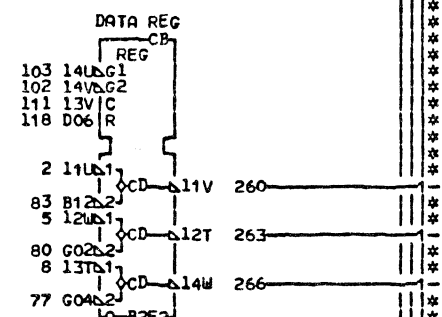 DATA REG
CB
REG
103 14U G1
102 14V G2
111 13V C
118 D06 R
2 11U 1
CD 11V 260
83 B12 2
5 12W 1
CD 12T 263
80 G02 2
8 13T 1
CD 14W 266
77 G04 2
B2E2